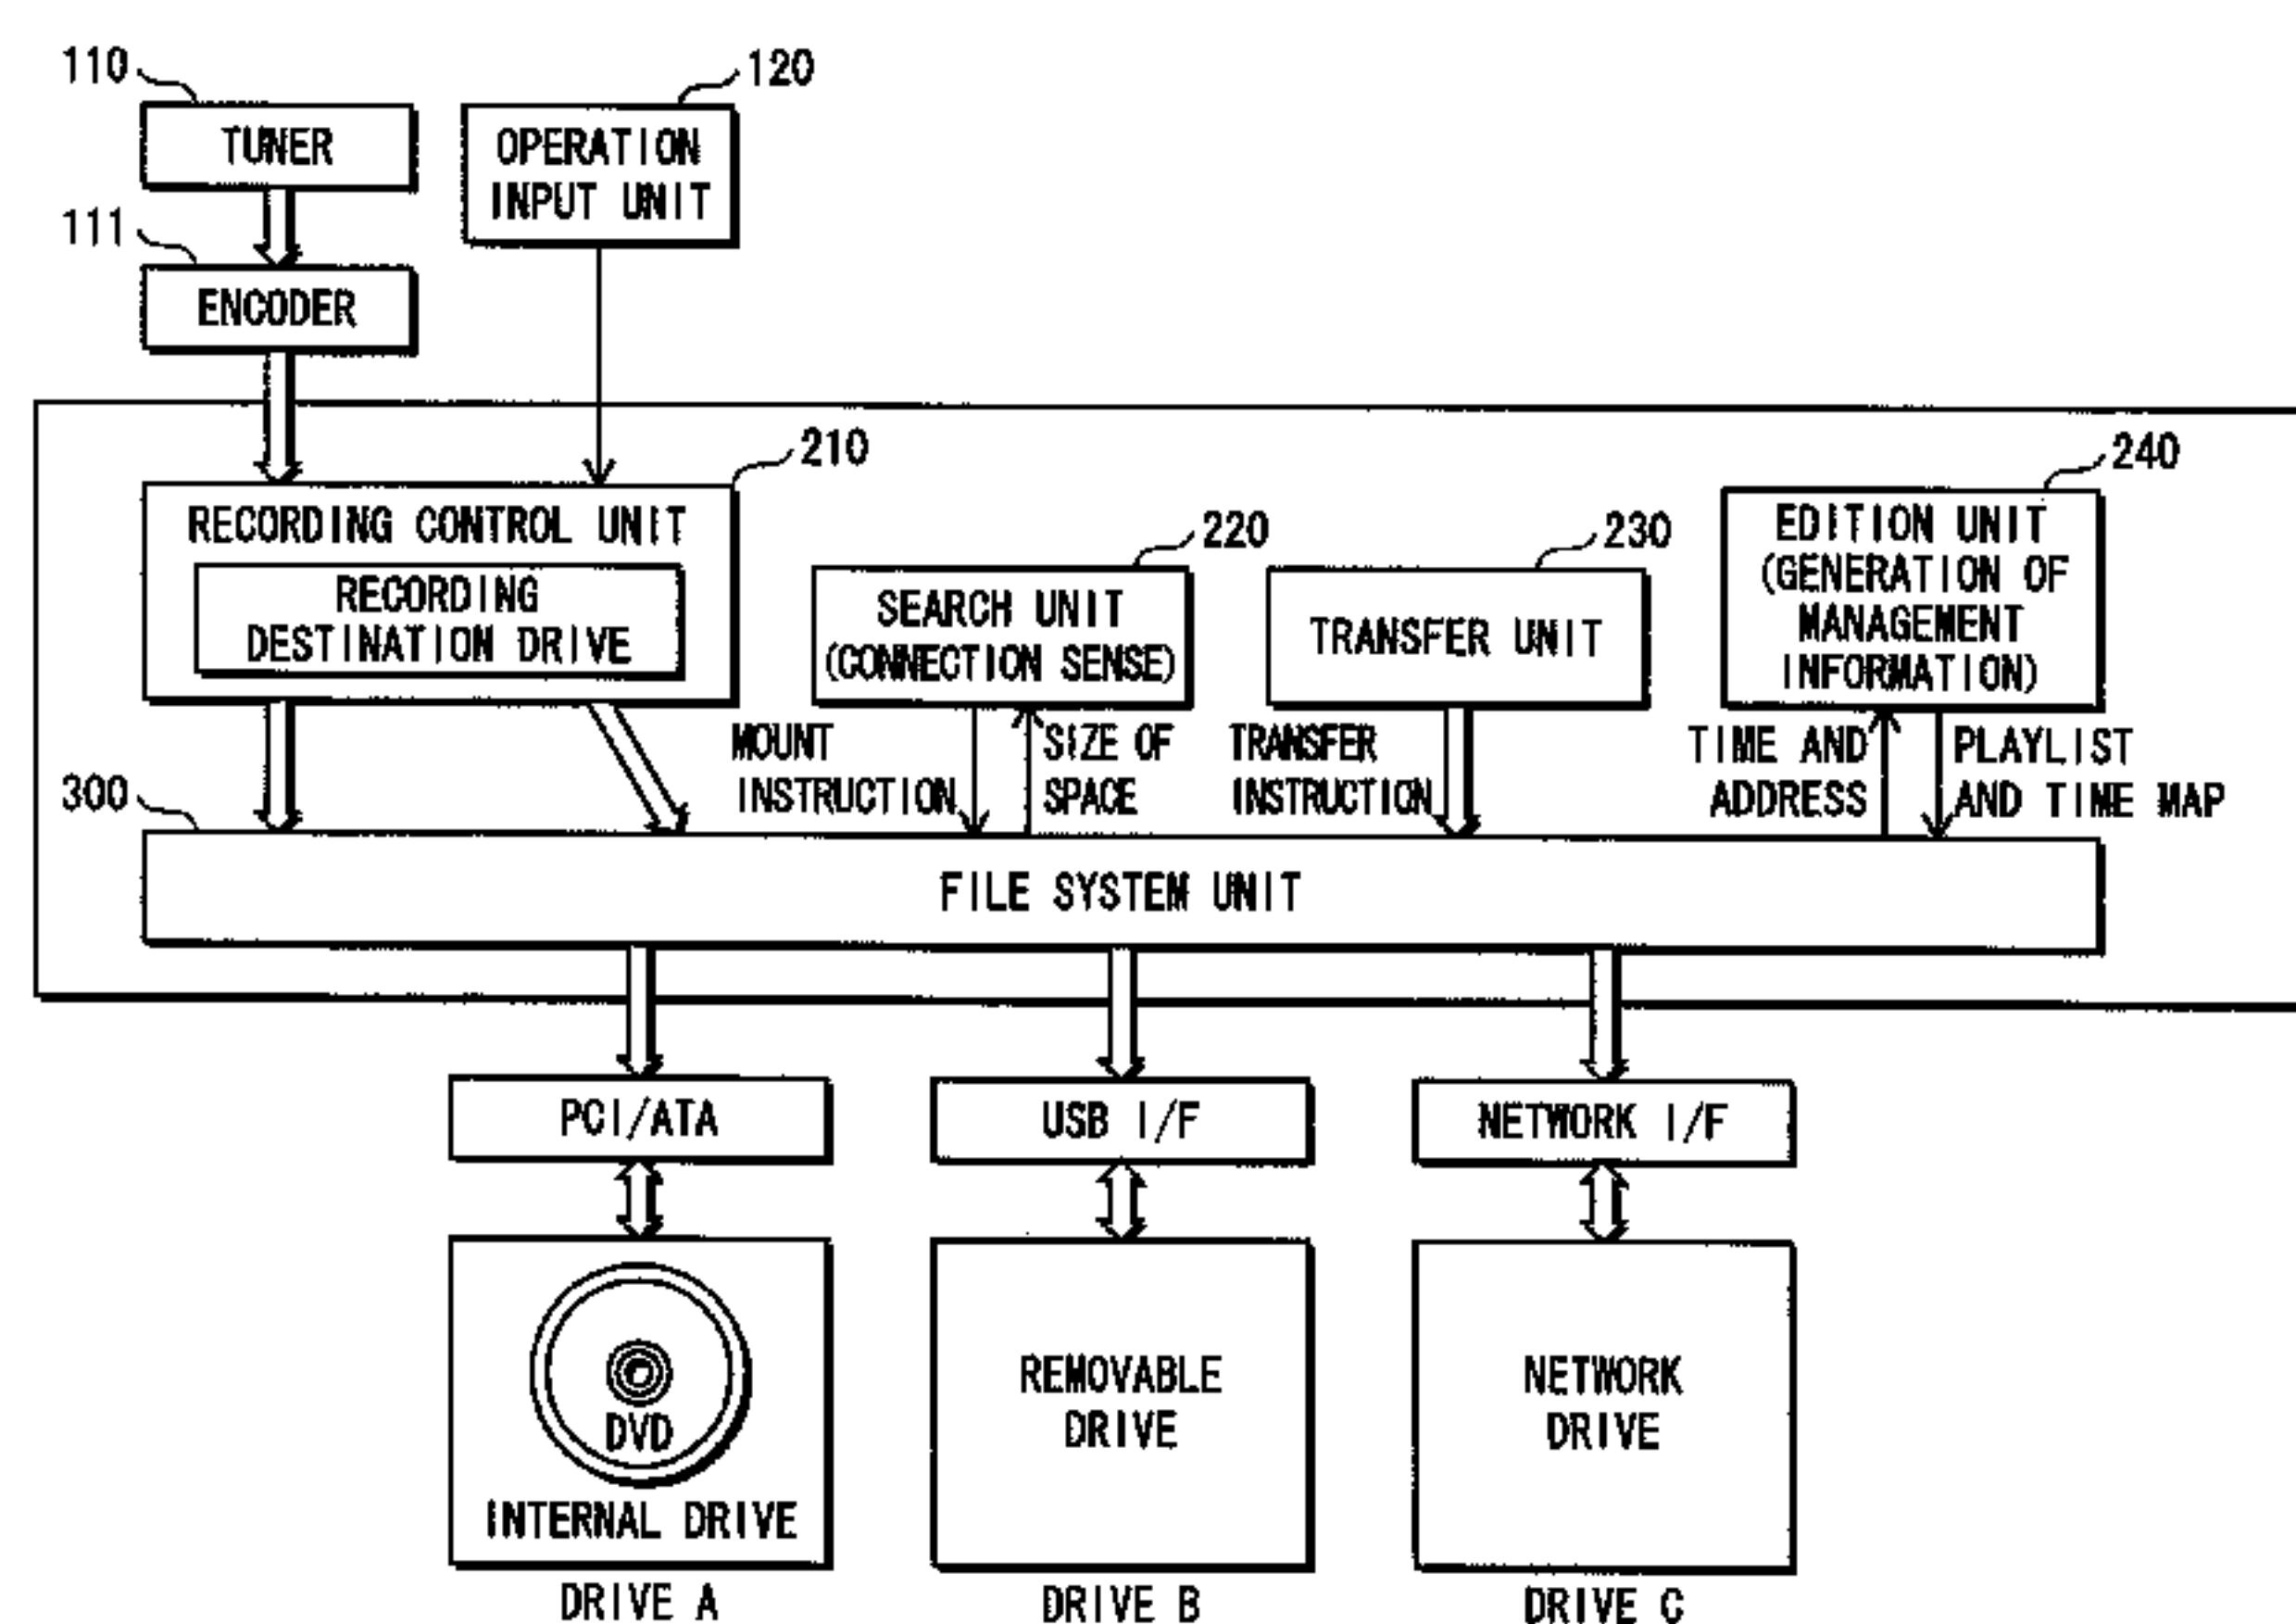 110
TUNER
120
OPERATION
INPUT UNIT
111
ENCODER
210
RECORDING CONTROL UNIT
RECORDING
DESTINATION DRIVE
220
SEARCH UNIT
(CONNECTION SENSE)
230
TRANSFER UNIT
240
EDITION UNIT
(GENERATION OF
MANAGEMENT
INFORMATION)
MOUNT
INSTRUCTION
SIZE OF
SPACE
TRANSFER
INSTRUCTION
TIME AND
ADDRESS
PLAYLIST
AND TIME MAP
300
FILE SYSTEM UNIT
PCI/ATA
USB I/F
NETWORK I/F
DVD
INTERNAL DRIVE
REMOVABLE
DRIVE
NETWORK
DRIVE
DRIVE A
DRIVE B
DRIVE C